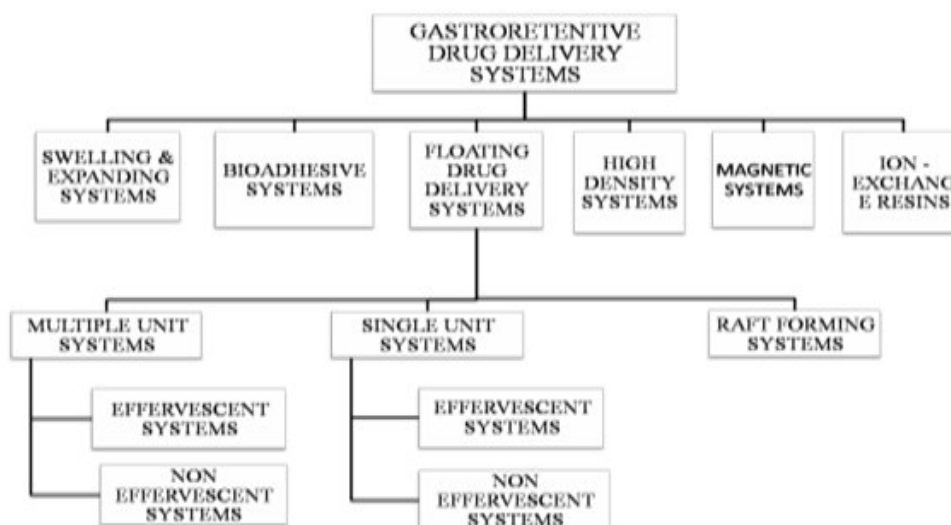 GASTRORETENTIVE
DRUG DELIVERY
SYSTEMS
SWELLING &
EXPANDING
SYSTEMS
BIOADHESIVE
SYSTEMS
FLOATING
DRUG
DELIVERY
SYSTEMS
HIGH
DENSITY
SYSTEMS
MAGNETIC
SYSTEMS
ION -
EXCHANG
E RESINS
MULTIPLE UNIT
SYSTEMS
SINGLE UNIT
SYSTEMS
RAFT FORMING
SYSTEMS
EFFERVESCENT
SYSTEMS
EFFERVESCENT
SYSTEMS
NON
EFFERVESCENT
SYSTEMS
NON
EFFERVESCENT
SYSTEMS